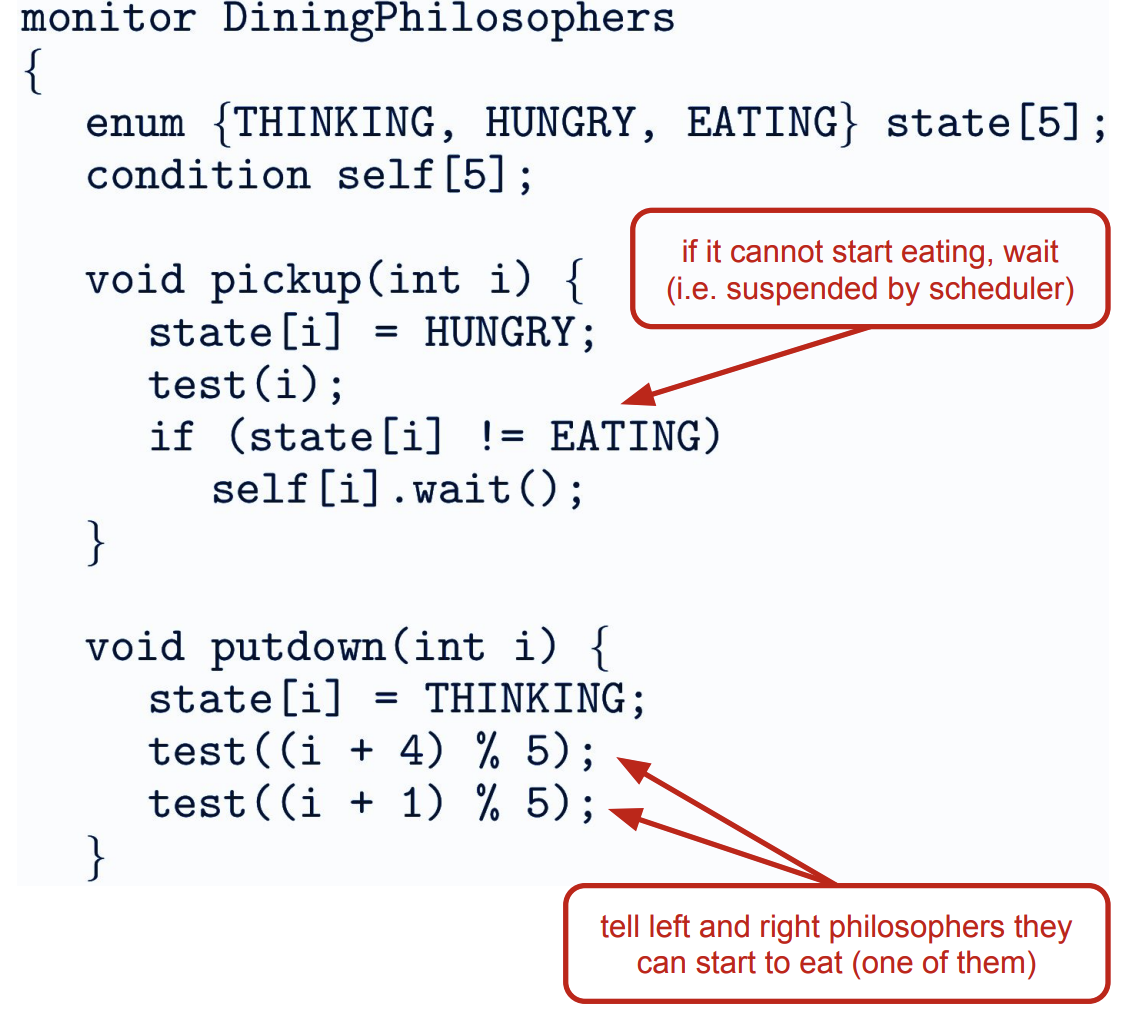 monitor DiningPhilosophers
{
enum {THINKING, HUNGRY, EATING} state[5];
condition self[5];
if it cannot start eating, wait
(i.e. suspended by scheduler)
void pickup(int i) {
state[i] = HUNGRY;
test(i);
if (state[i] != EATING)
self[i].wait();
}
void putdown(int i) {
state[i] = THINKING;
test((i + 4) % 5);
test((i + 1) % 5);
}
tell left and right philosophers they
can start to eat (one of them)